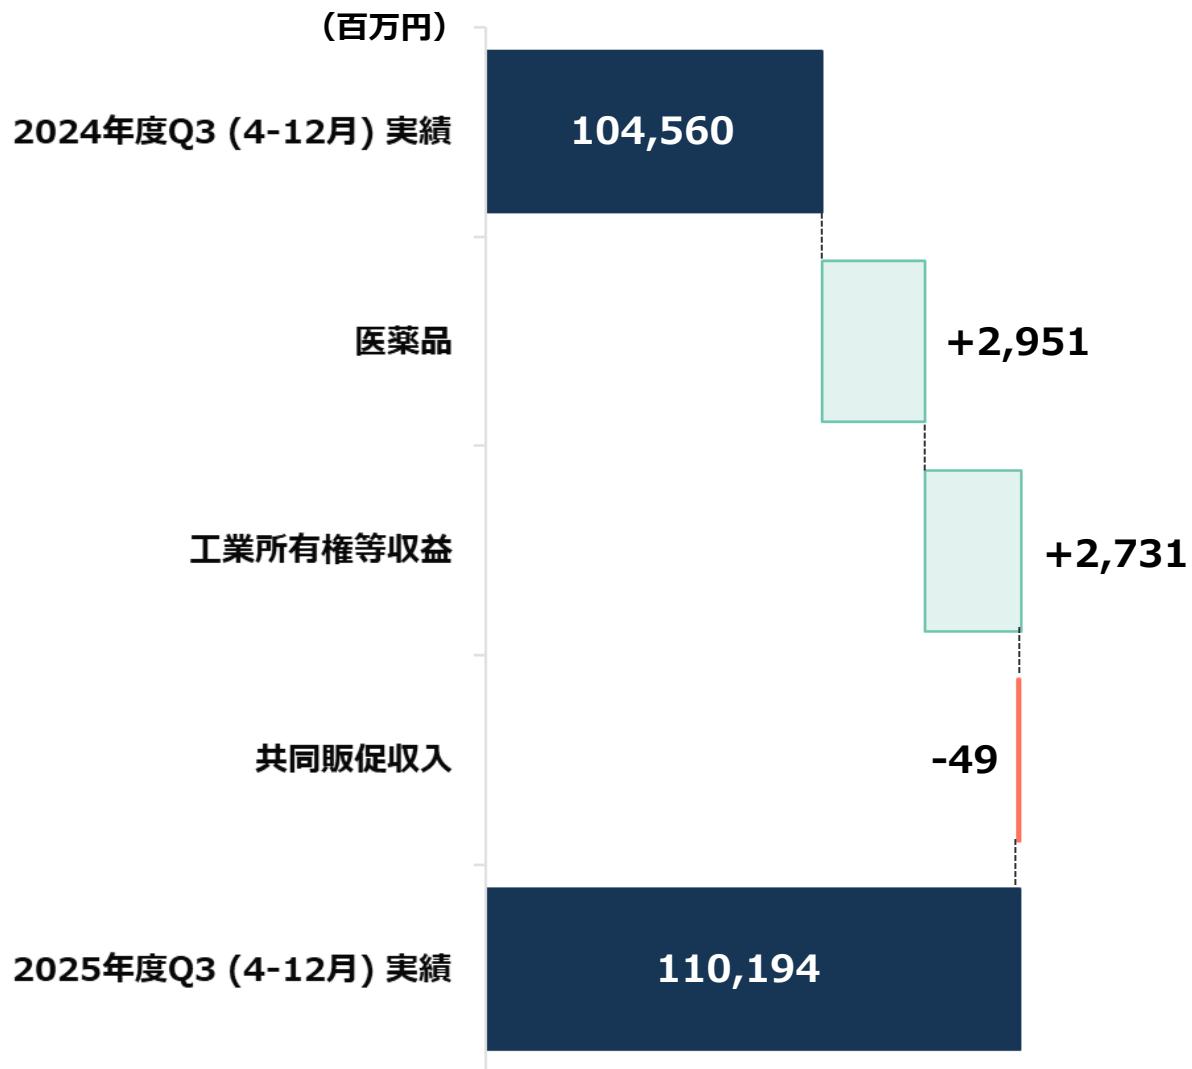 （百万円）
2024年度Q3 (4-12月) 実績
104,560
医薬品
+2,951
工業所有権等収益
+2,731
共同販促収入
-49
2025年度Q3 (4-12月) 実績
110,194